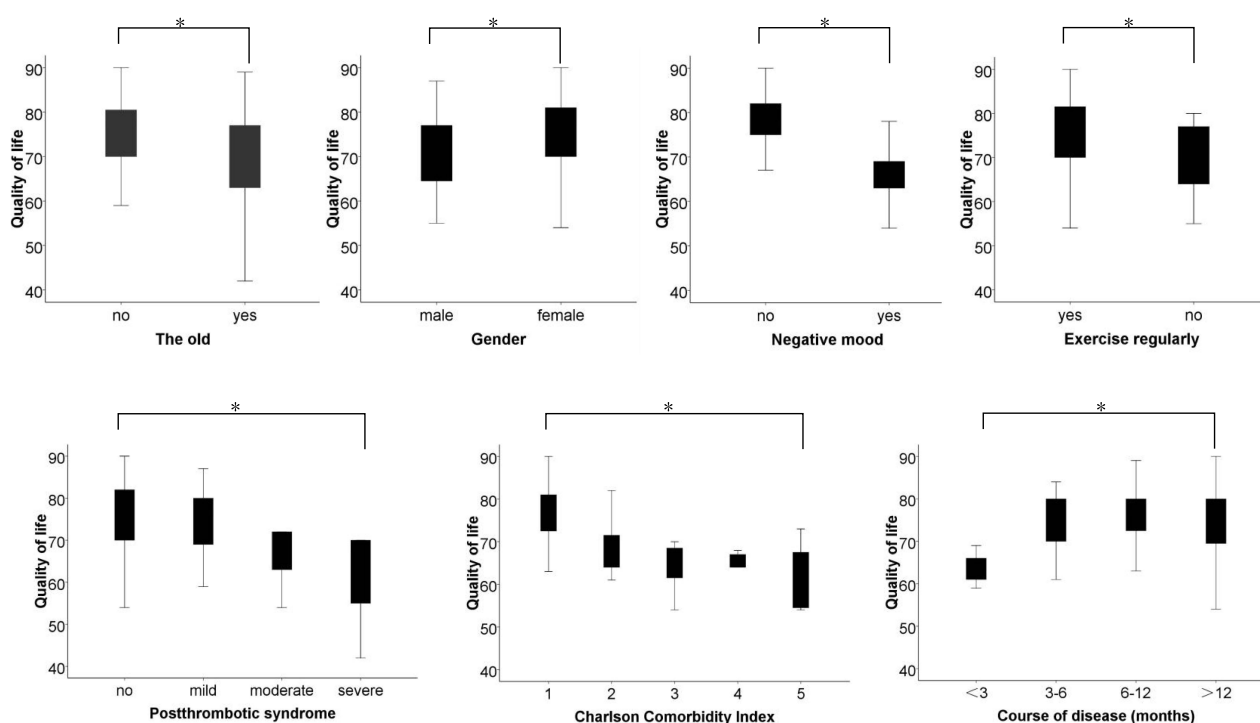 * * * *
90 90 90 90
80 80 80 80
70 70 70 70
60 60 60 60
50 50 50 50
40 40 40 40
Quality of life Quality of life Quality of life Quality of life
no yes male female no yes yes no
The old Gender Negative mood Exercise regularly
* * *
90 90 90
80 80 80
70 70 70
60 60 60
50 50 50
40 40 40
Quality of life Quality of life Quality of life
no mild moderate severe 1 2 3 4 5 <3 3-6 6-12 >12
Postthrombotic syndrome Charlson Comorbidity Index Course of disease (months)